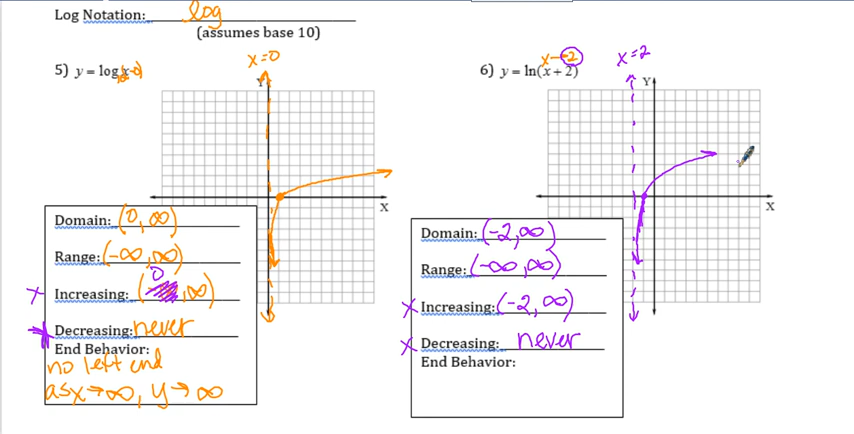 Log Notation: log
(assumes base 10)
5) y = log x
(x-0)
x=0
Y
X
Domain: (0, ∞)
Range: (-∞, ∞)
Increasing: (0, ∞)
Decreasing: never
End Behavior:
no left end
as x→∞, y→∞
6) y = ln(x + 2)
x--2
x=2
Y
X
Domain: (-2, ∞)
Range: (-∞, ∞)
Increasing: (-2, ∞)
Decreasing: never
End Behavior: